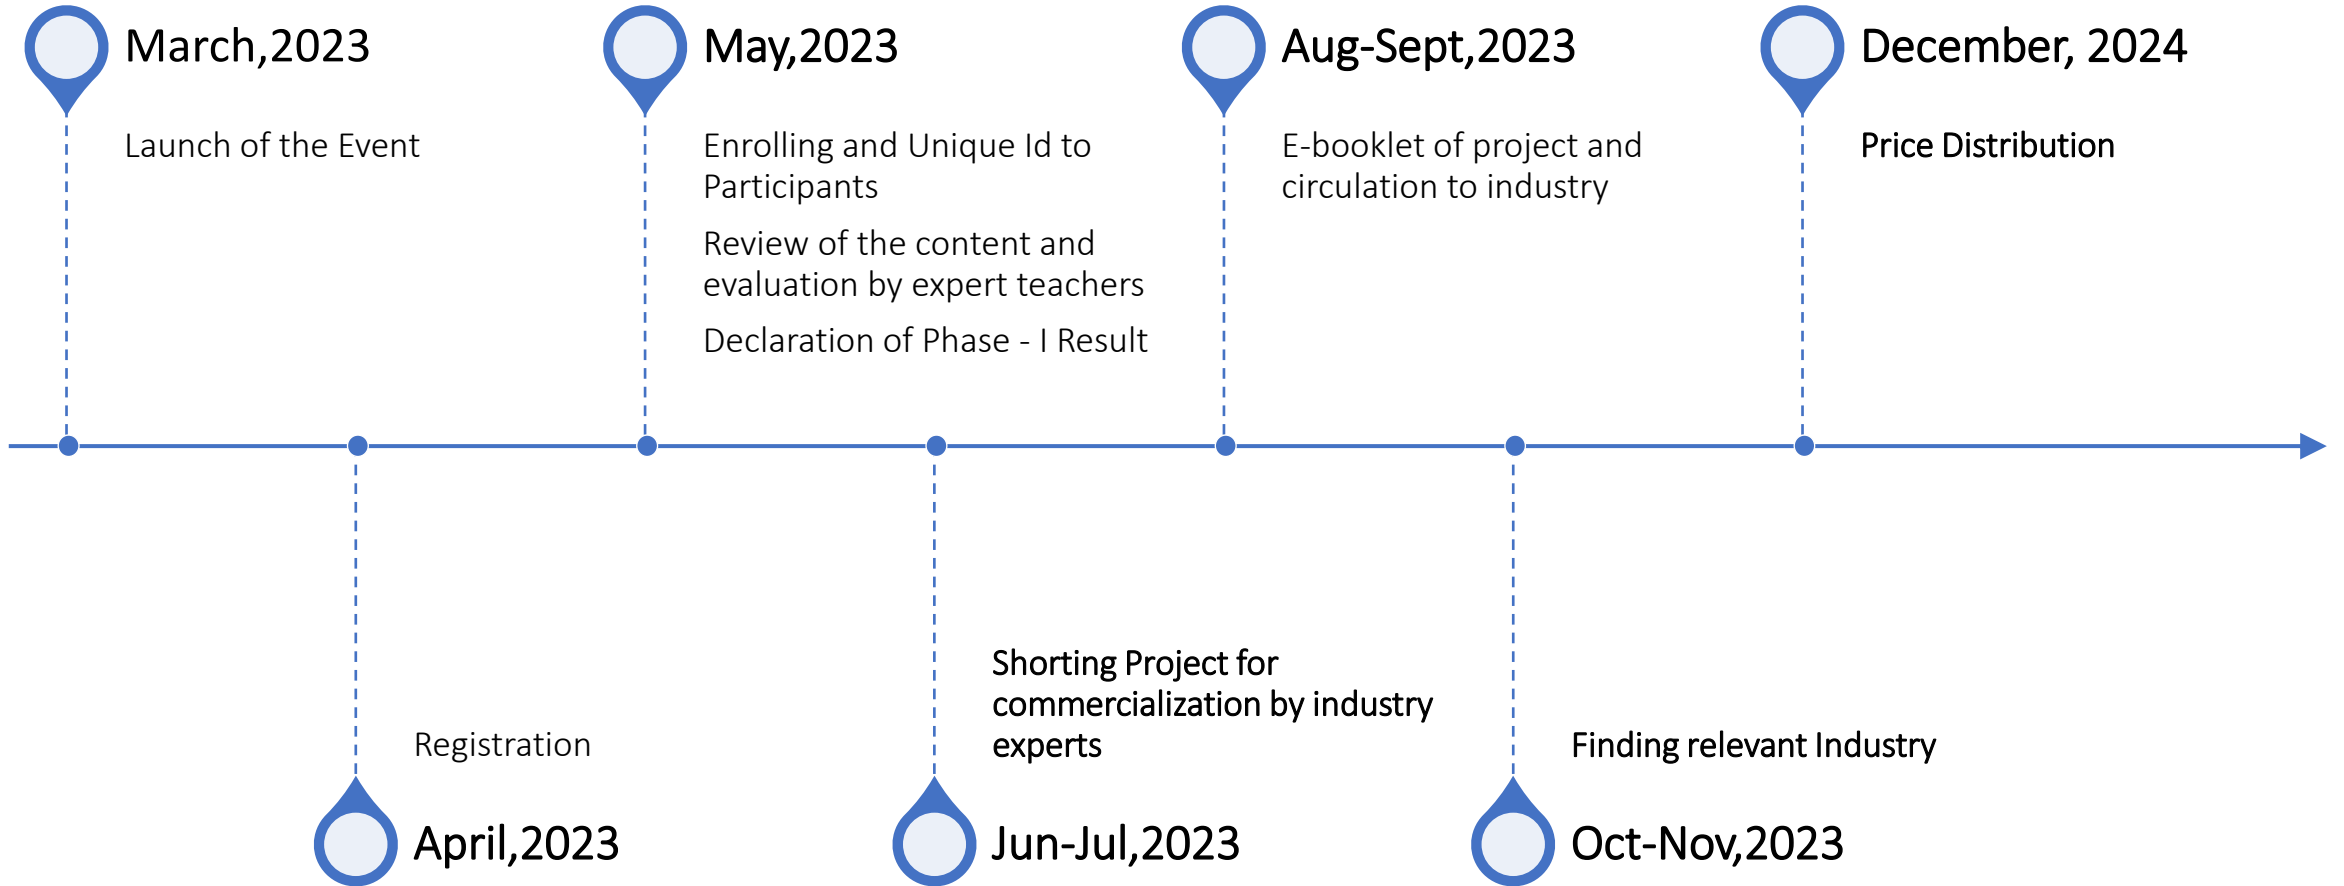 March,2023
Launch of the Event
Registration
April,2023
May,2023
Enrolling and Unique Id to
Participants
Review of the content and
evaluation by expert teachers
Declaration of Phase - I Result
Shorting Project for
commercialization by industry
experts
Jun-Jul,2023
Aug-Sept,2023
E-booklet of project and
circulation to industry
Finding relevant Industry
Oct-Nov,2023
December, 2024
Price Distribution